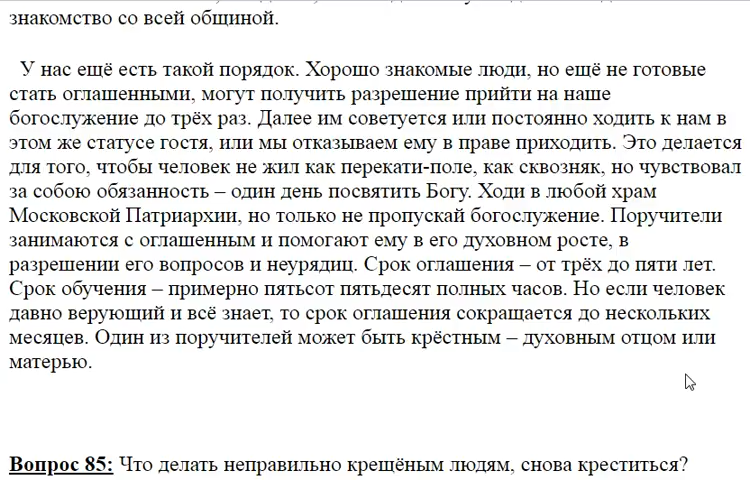 знакомство со всей общиной.
У нас ещё есть такой порядок. Хорошо знакомые люди, но ещё не готовые
стать оглашенными, могут получить разрешение прийти на наше
богослужение до трёх раз. Далее им советуется или постоянно ходить к нам в
этом же статусе гостя, или мы отказываем ему в праве приходить. Это делается
для того, чтобы человек не жил как перекати-поле, как сквозняк, но чувствовал
за собою обязанность – один день посвятить Богу. Ходи в любой храм
Московской Патриархии, но только не пропускай богослужение. Поручители
занимаются с оглашенным и помогают ему в его духовном росте, в
разрешении его вопросов и неурядиц. Срок оглашения – от трёх до пяти лет.
Срок обучения – примерно пятьсот пятьдесят полных часов. Но если человек
давно верующий и всё знает, то срок оглашения сокращается до нескольких
месяцев. Один из поручителей может быть крёстным – духовным отцом или
матерью.
Вопрос 85: Что делать неправильно крещёным людям, снова креститься?